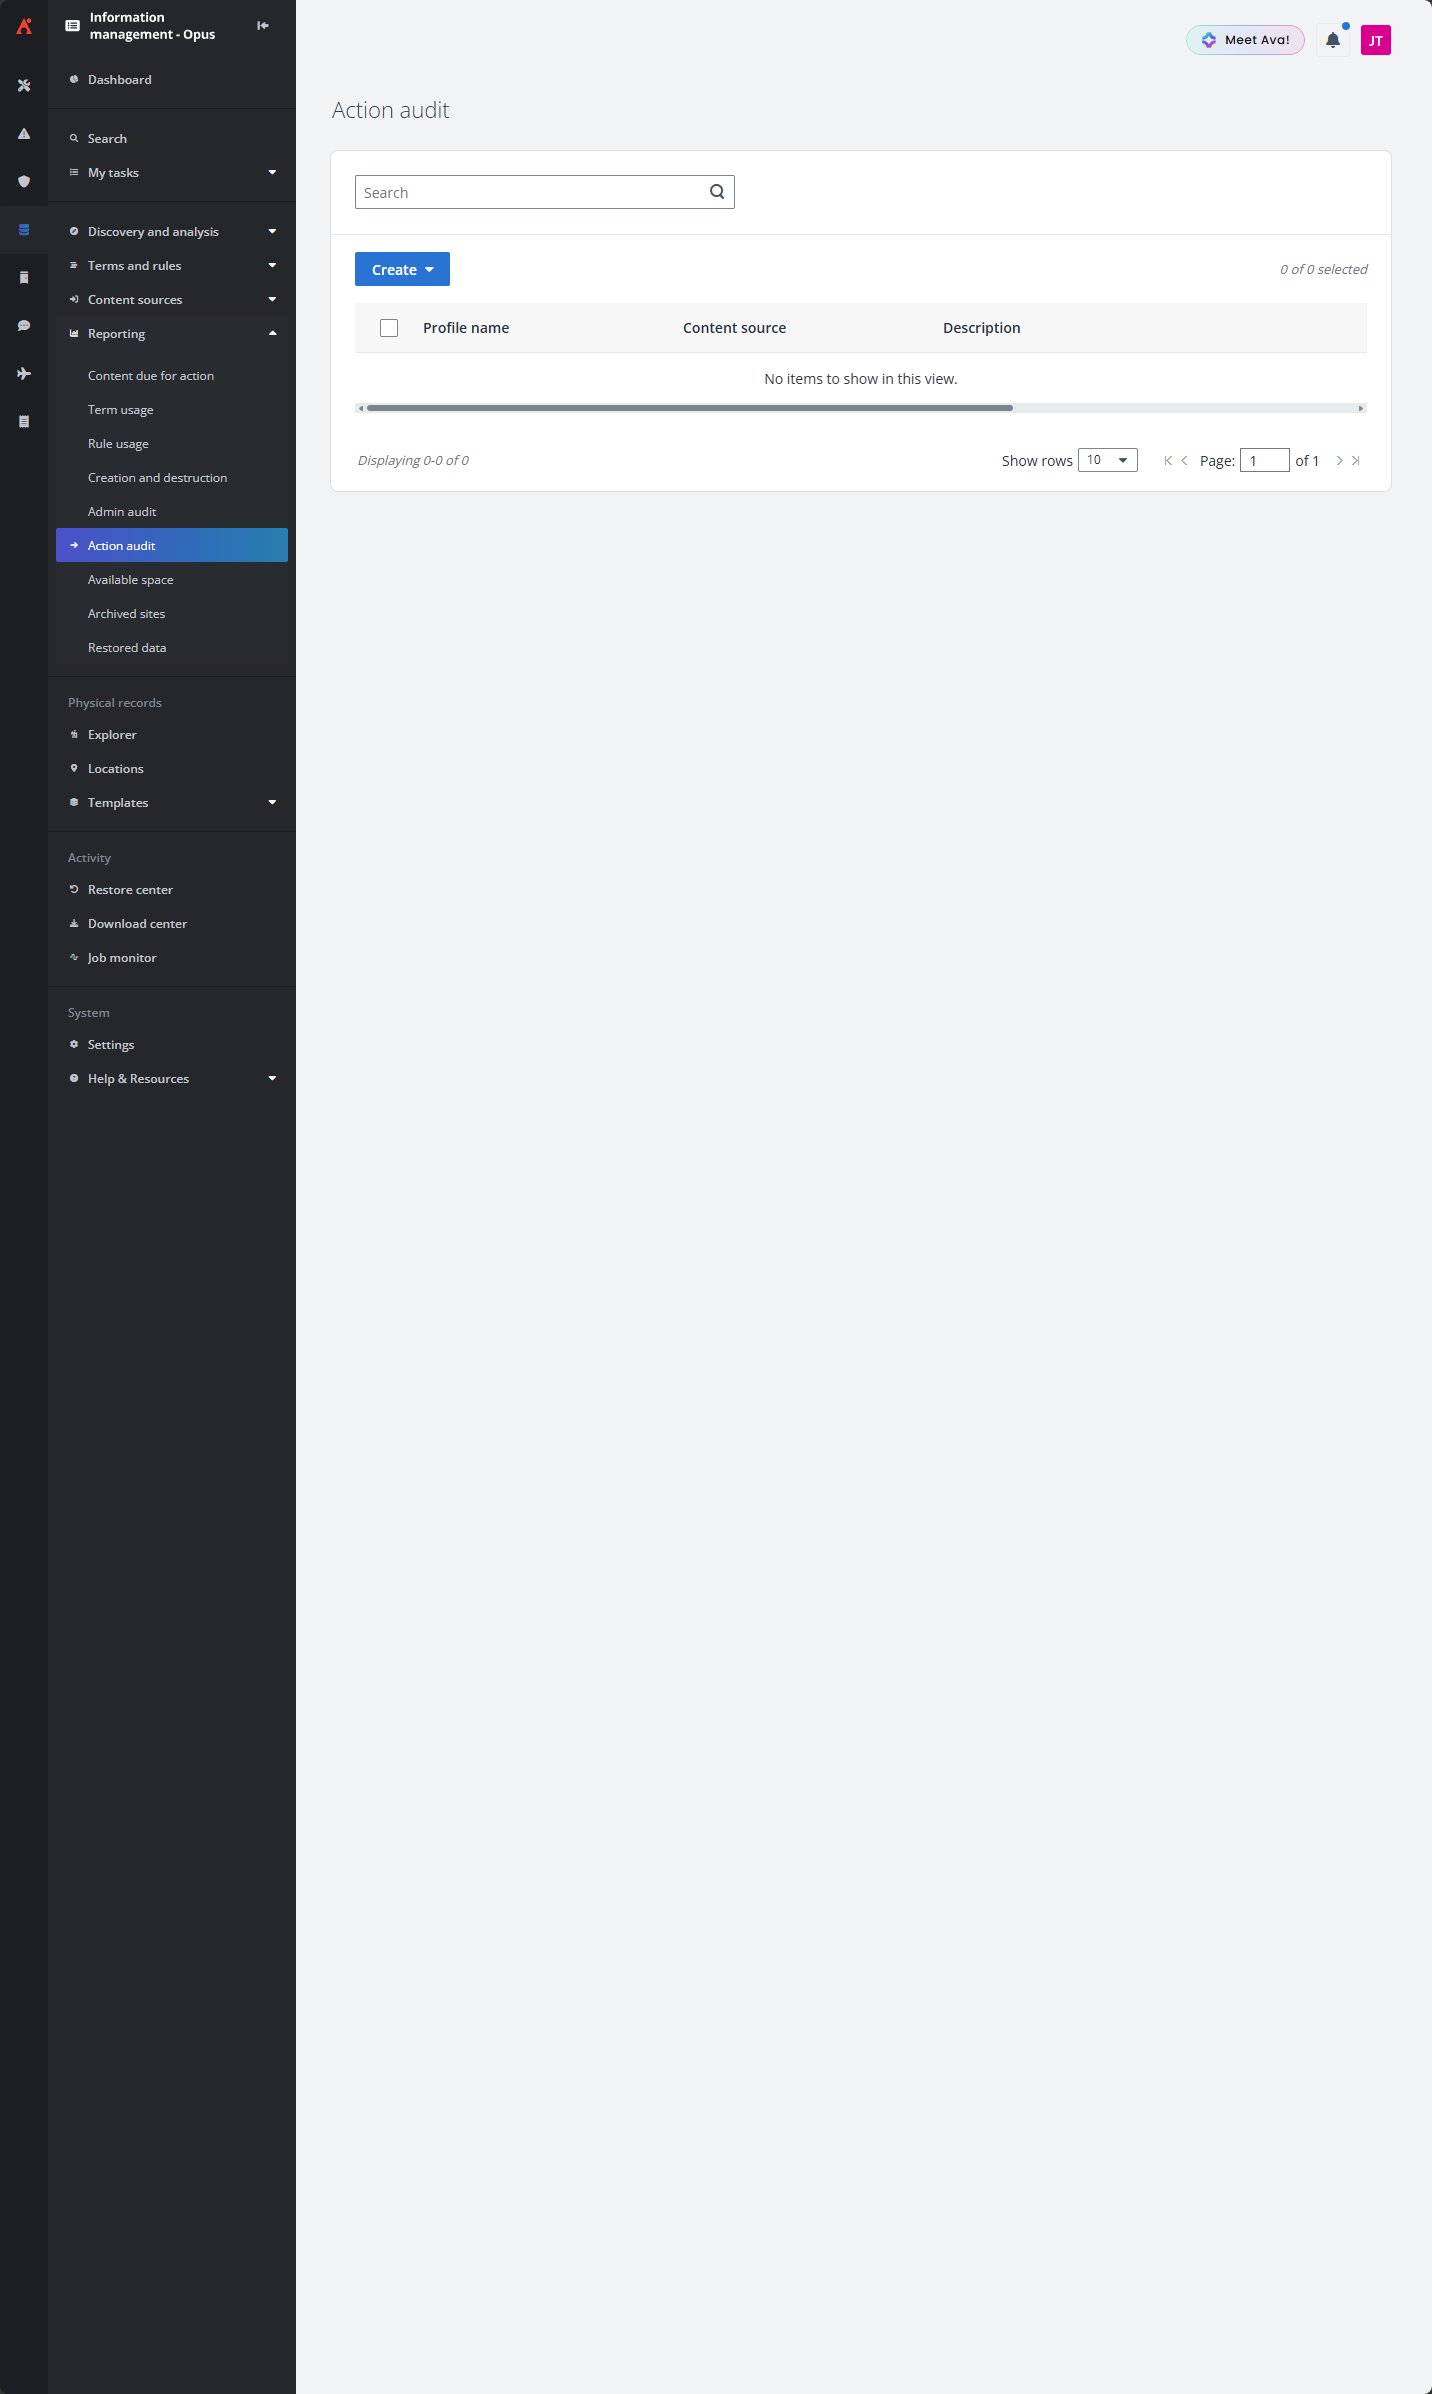 Information
management - Opus
Dashboard
Search
My tasks
Discovery and analysis
Terms and rules
Content sources
Reporting
Content due for action
Term usage
Rule usage
Creation and destruction
Admin audit
Action audit
Available space
Archived sites
Restored data
Physical records
Explorer
Locations
Templates
Activity
Restore center
Download center
Job monitor
System
Settings
Help & Resources
Meet Ava!
JT
Action audit
Search
Create
0 of 0 selected
Profile name Content source Description
No items to show in this view.
Displaying 0-0 of 0
Show rows 10 Page: 1 of 1